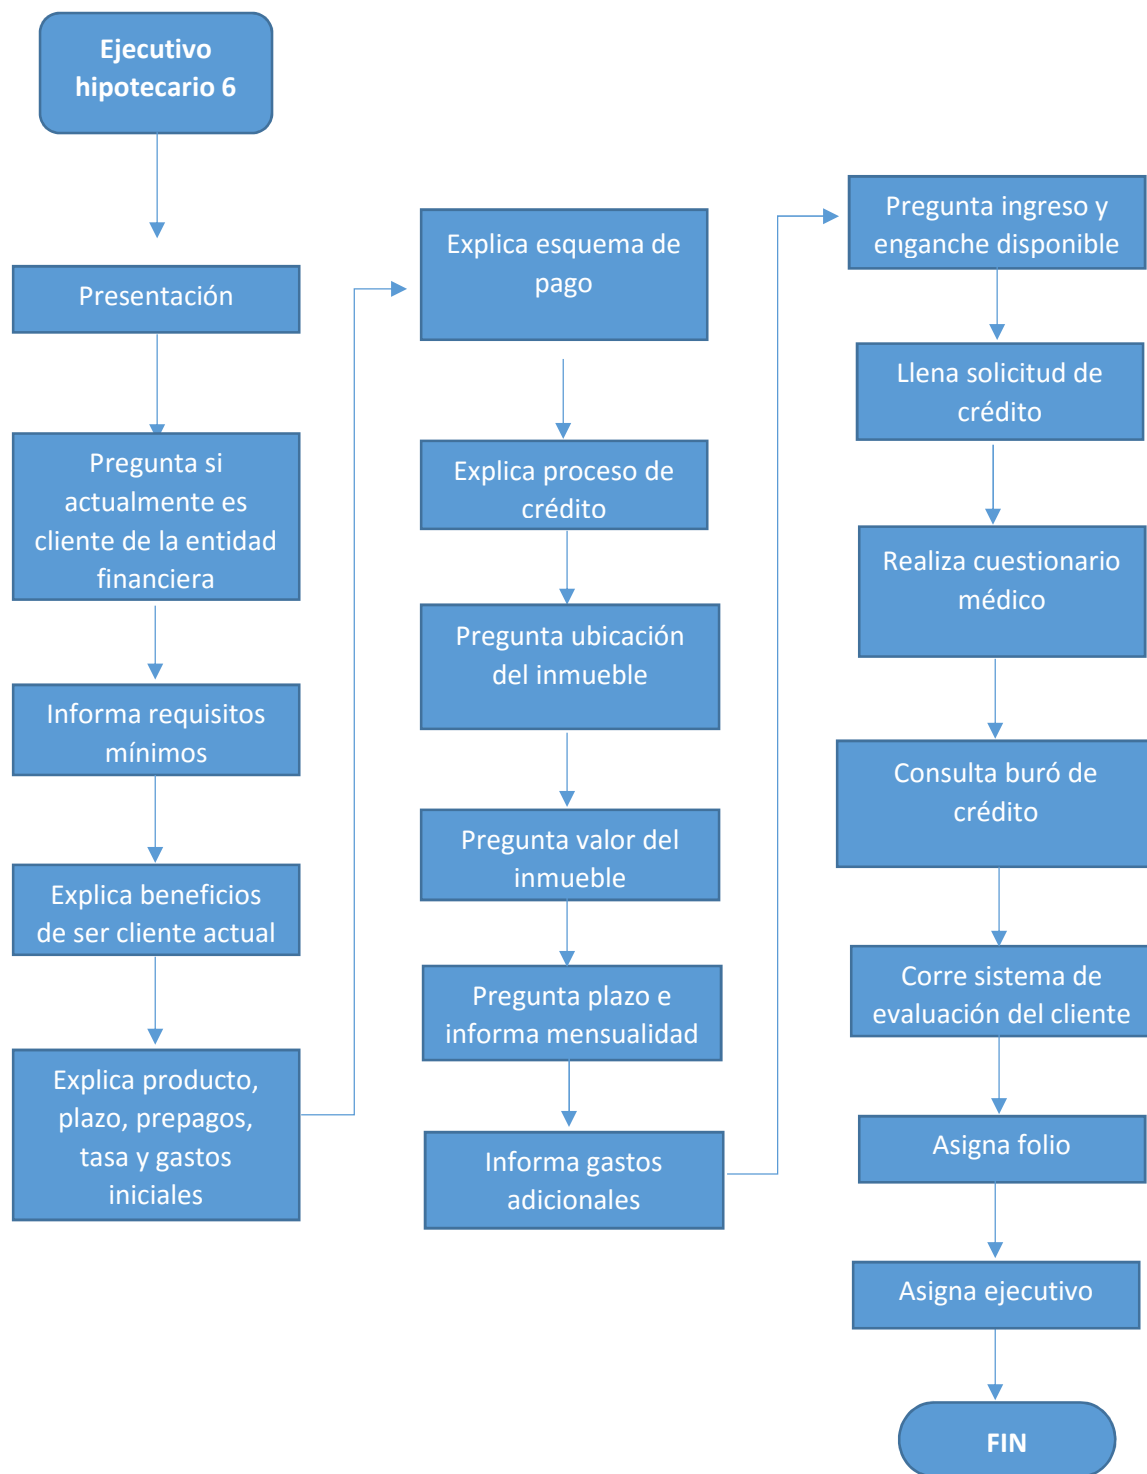 Ejecutivo
hipotecario 6
Presentación
Pregunta si
actualmente es
cliente de la entidad
financiera
Informa requisitos
mínimos
Explica beneficios
de ser cliente actual
Explica producto,
plazo, prepagos,
tasa y gastos
iniciales
Explica esquema de
pago
Explica proceso de
crédito
Pregunta ubicación
del inmueble
Pregunta valor del
inmueble
Pregunta plazo e
informa mensualidad
Informa gastos
adicionales
Pregunta ingreso y
enganche disponible
Llena solicitud de
crédito
Realiza cuestionario
médico
Consulta buró de
crédito
Corre sistema de
evaluación del cliente
Asigna folio
Asigna ejecutivo
FIN